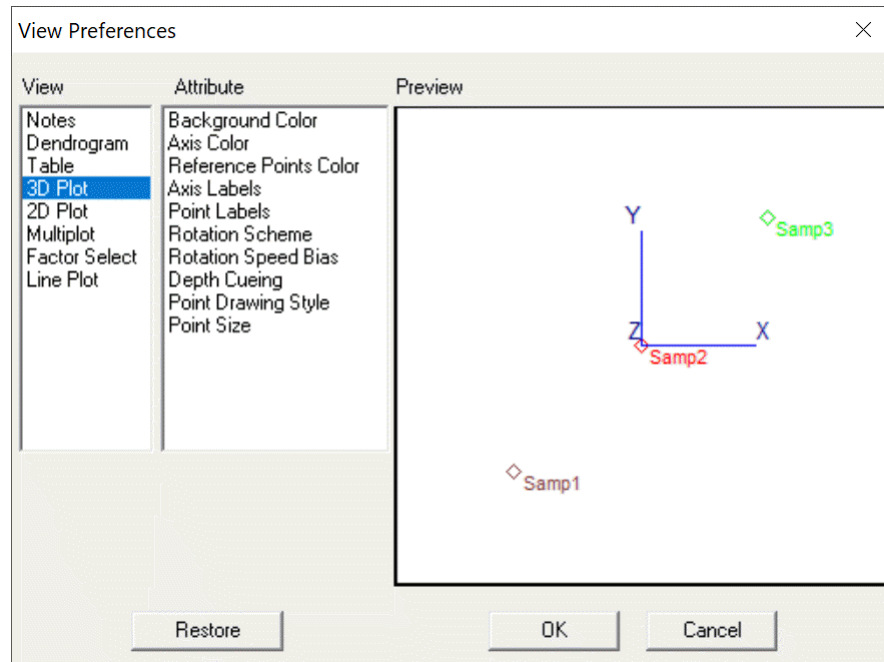 View Preferences
View
Attribute
Preview
Notes
Dendrogram
Table
3D Plot
2D Plot
Multiplot
Factor Select
Line Plot
Background Color
Axis Color
Reference Points Color
Axis Labels
Point Labels
Rotation Scheme
Rotation Speed Bias
Depth Cueing
Point Drawing Style
Point Size
Y
Samp3
Z
X
Samp2
Samp1
Restore
OK
Cancel